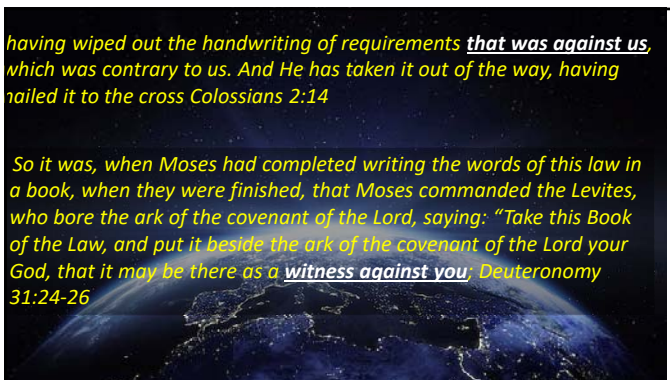 having wiped out the handwriting of requirements that was against us,
which was contrary to us. And He has taken it out of the way, having
nailed it to the cross Colossians 2:14
So it was, when Moses had completed writing the words of this law in
a book, when they were finished, that Moses commanded the Levites,
who bore the ark of the covenant of the Lord, saying: “Take this Book
of the Law, and put it beside the ark of the covenant of the Lord your
God, that it may be there as a witness against you; Deuteronomy
31:24-26